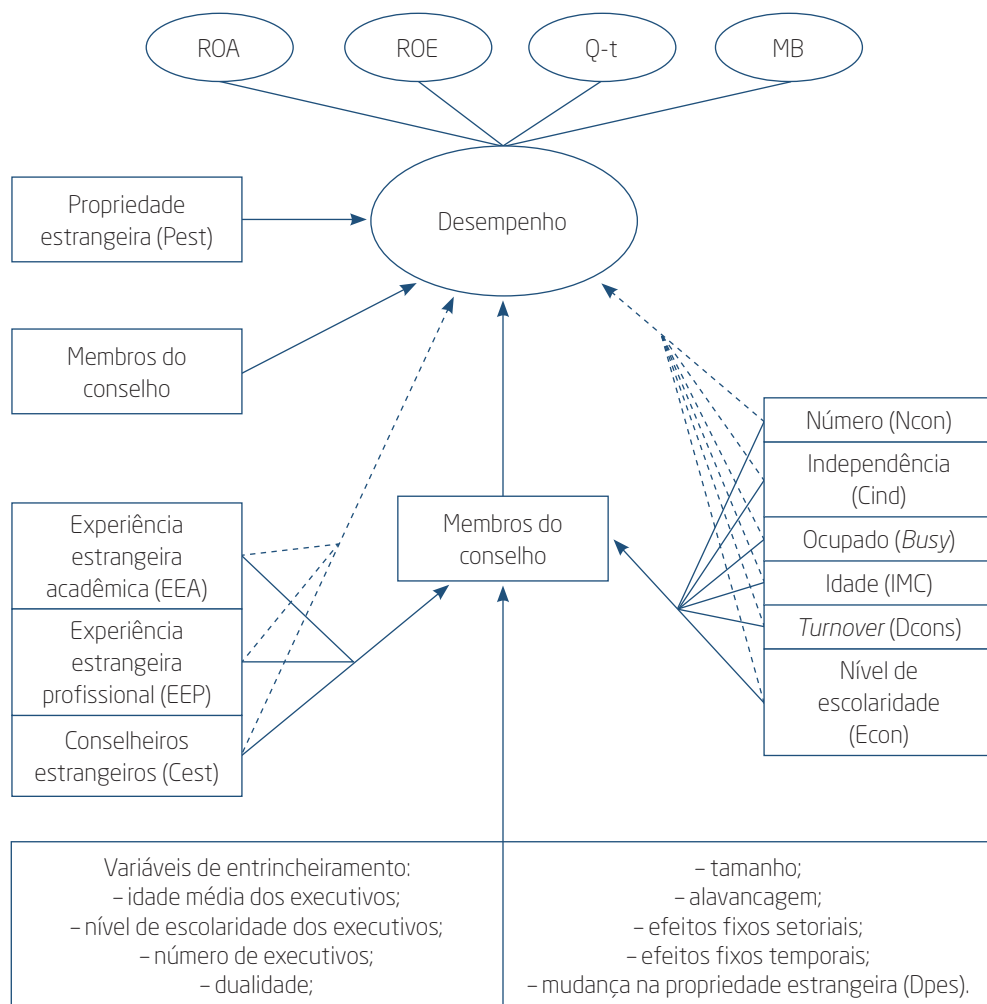 ROA
ROE
Q-t
MB
Desempenho
Propriedade
estrangeira (Pest)
Membros do
conselho
Experiência
estrangeira
acadêmica (EEA)
Experiência
estrangeira
profissional (EEP)
Conselheiros
estrangeiros (Cest)
Membros do
conselho
Número (Ncon)
Independência
(Cind)
Ocupado (Busy)
Idade (IMC)
Turnover (Dcons)
Nível de
escolaridade
(Econ)
Variáveis de entrincheiramento:
– idade média dos executivos;
– nível de escolaridade dos executivos;
– número de executivos;
– dualidade;
– tamanho;
– alavancagem;
– efeitos fixos setoriais;
– efeitos fixos temporais;
– mudança na propriedade estrangeira (Dpes).